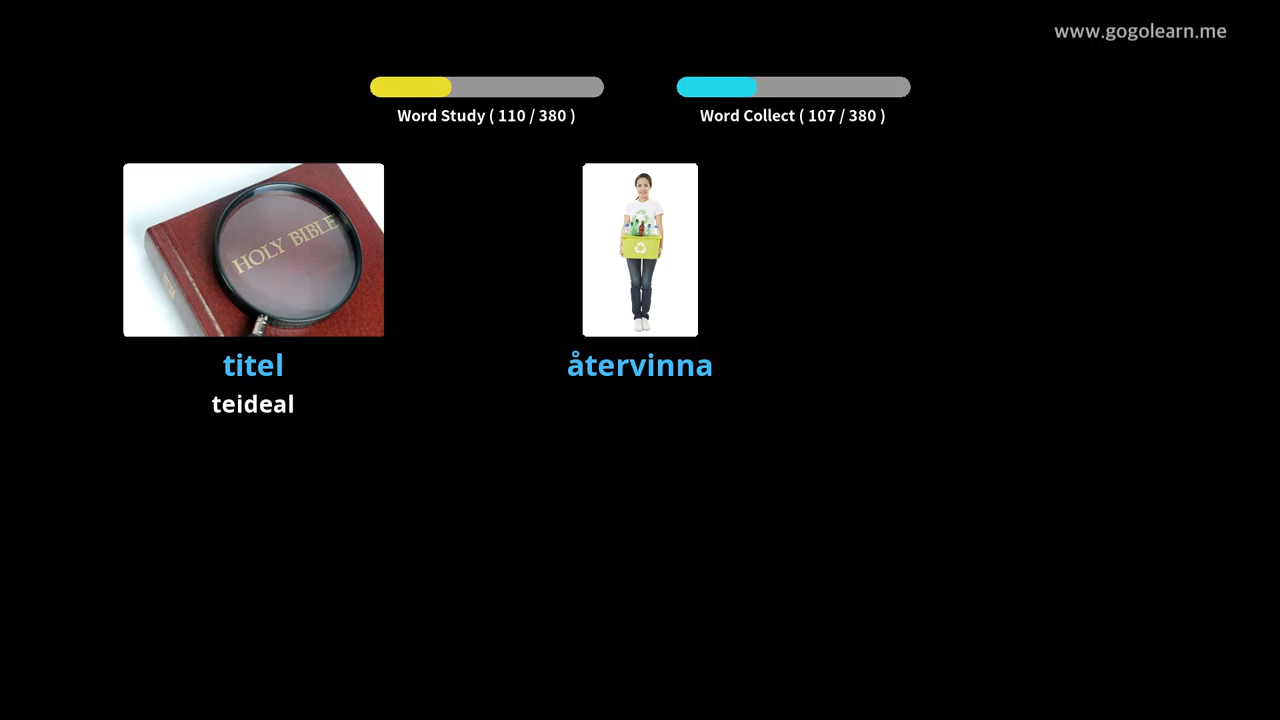 www.gogolearn.me
Word Study ( 110 / 380 )
Word Collect ( 107 / 380 )
HOLY BIBLE
titel
teideal
återvinna